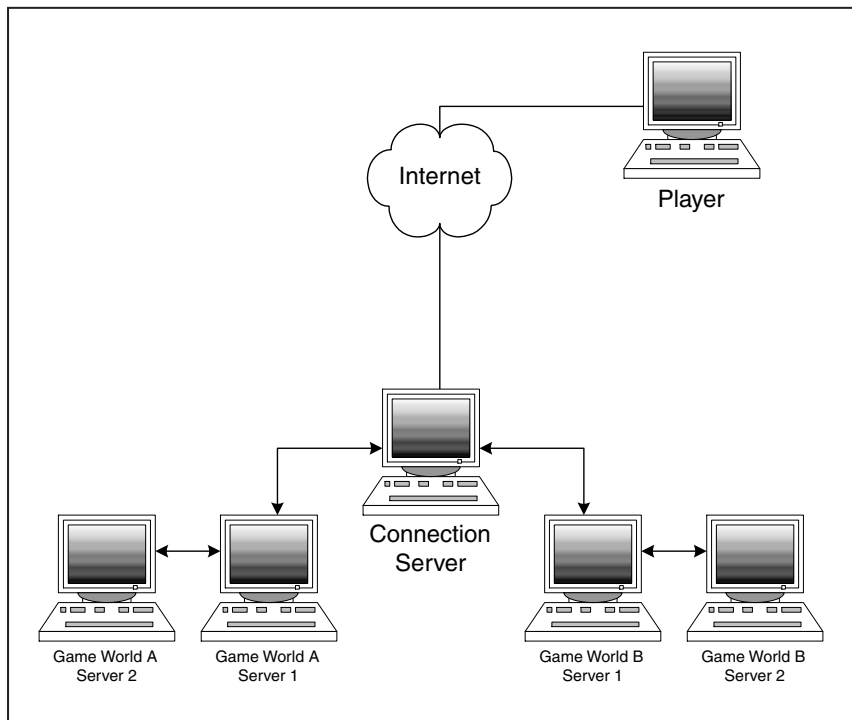 Internet
Player
Connection
Server
Game World A
Server 2
Game World A
Server 1
Game World B
Server 1
Game World B
Server 2